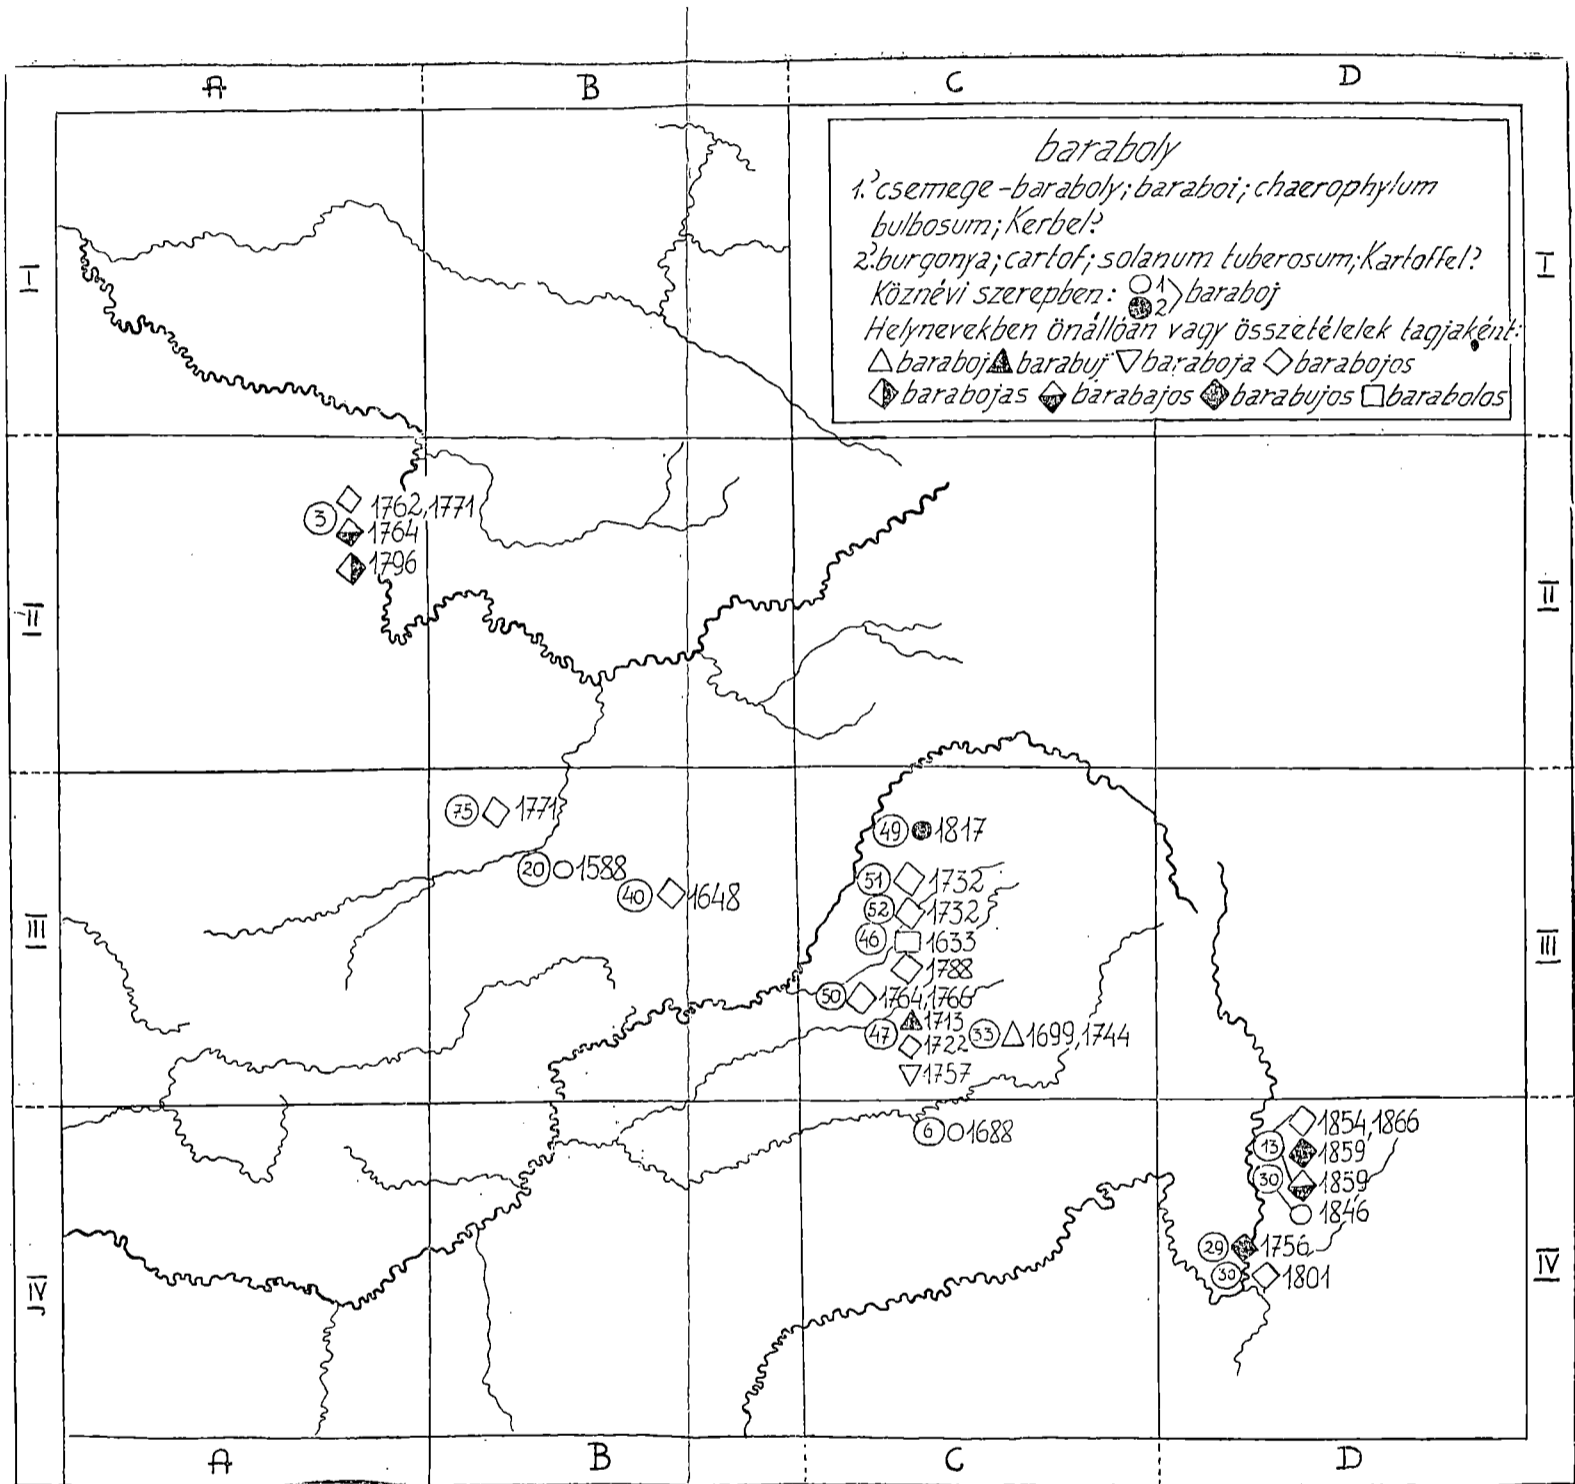 A B C D
baraboly
1.’csemege-baraboly; baraboi; chaerophylum
bulbosum; Kerbel’
2.’burgonya; cartof; solanum tuberosum; Kartoffel’
Köznévi szerepben: ○1 ●2 > baraboj
Helynevekben önállóan vagy összetételek tagjaként:
△baraboj ▲barabuj ▽baraboja ◇barabojos
barabojas barabajos barabujos □barabolos
I I
3 1762,1771
1764
1796
II II
75 1771
49 1817
20 1588
51 1732
40 1648
52 1732
III III
46 1633
1788
50 1764,1766
47 1713 33 1699,1744
1722
1757
6 1688
1854,1866
13 1859
30 1859
1846
29 1756
IV IV
30 1801
A B C D